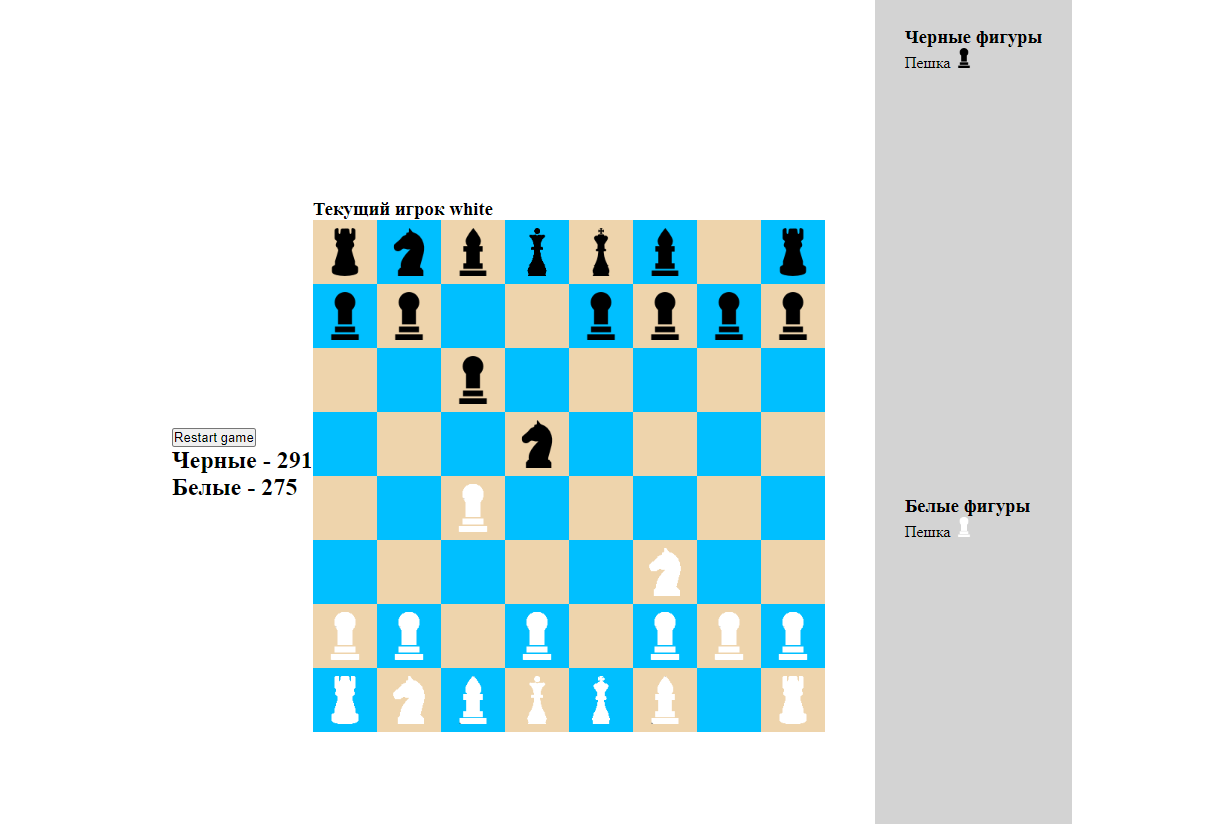 Черные фигуры
Пешка
Текущий игрок white
Restart game
Черные - 291
Белые - 275
Белые фигуры
Пешка